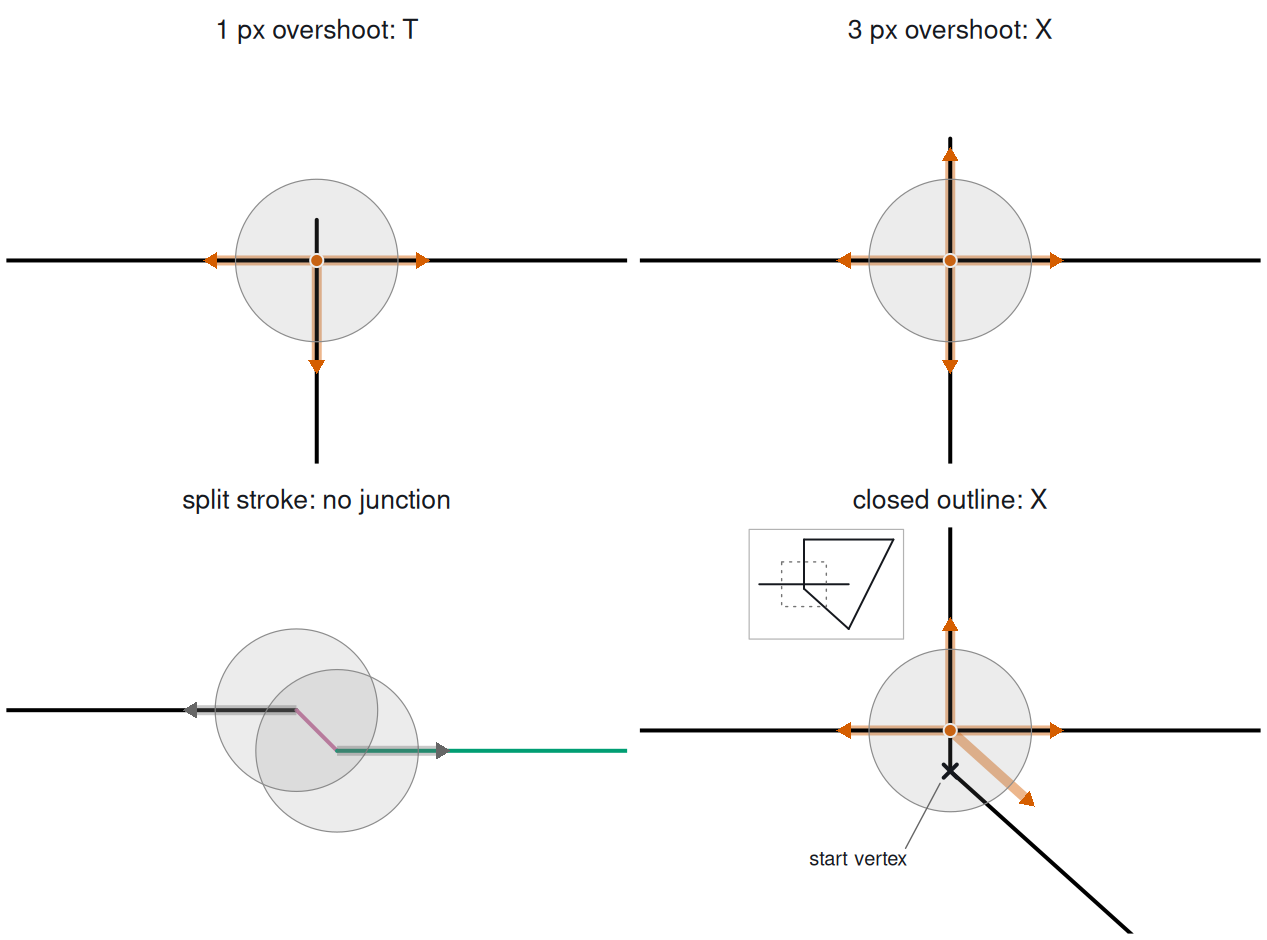 1 px overshoot: T
3 px overshoot: X
split stroke: no junction
closed outline: X
start vertex